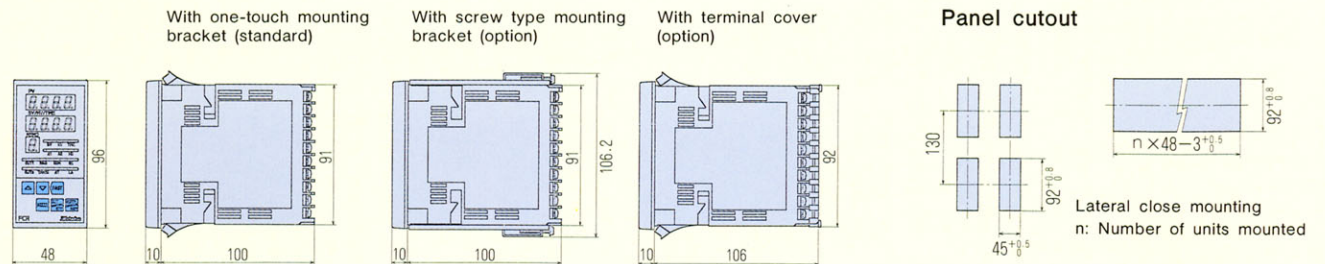 With one-touch mounting
bracket (standard)
With screw type mounting
bracket (option)
With terminal cover
(option)
Panel cutout
PV
PCR
96
48
91
10
100
91
106.2
10
100
92
10
106
130
92+0.8 0
45+0.5 0
92+0.8 0
n×48−3+0.5 0
Lateral close mounting
n: Number of units mounted